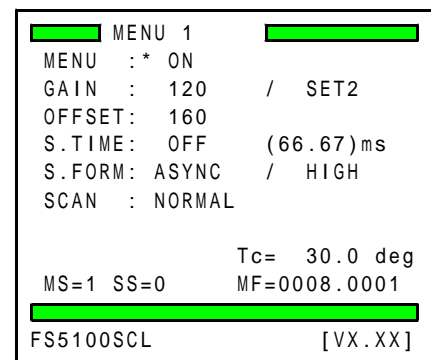 MENU 1
MENU :* ON
GAIN : 120 / SET2
OFFSET: 160
S.TIME: OFF (66.67)ms
S.FORM: ASYNC / HIGH
SCAN : NORMAL
Tc= 30.0 deg
MS=1 SS=0 MF=0008.0001
FS5100SCL [VX.XX]